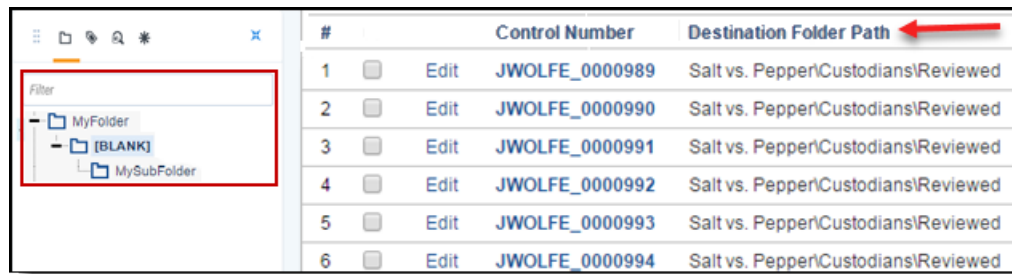 Filter
MyFolder
[BLANK]
MySubFolder
# Control Number Destination Folder Path
1 Edit JWOLFE_0000989 Salt vs. Pepper\Custodians\Reviewed
2 Edit JWOLFE_0000990 Salt vs. Pepper\Custodians\Reviewed
3 Edit JWOLFE_0000991 Salt vs. Pepper\Custodians\Reviewed
4 Edit JWOLFE_0000992 Salt vs. Pepper\Custodians\Reviewed
5 Edit JWOLFE_0000993 Salt vs. Pepper\Custodians\Reviewed
6 Edit JWOLFE_0000994 Salt vs. Pepper\Custodians\Reviewed